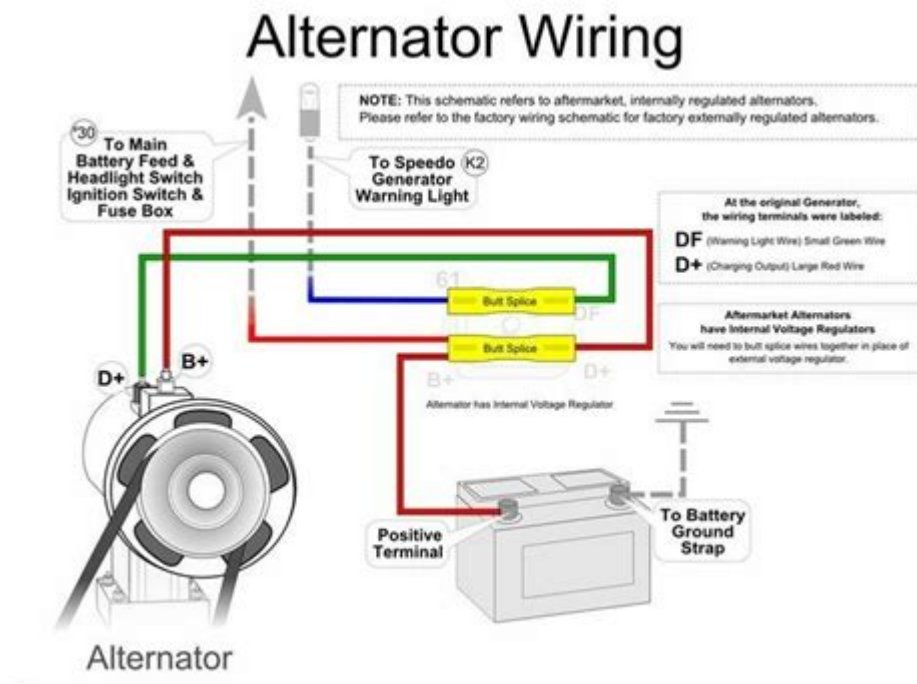 Alternator Wiring
NOTE: This schematic refers to aftermarket, internally regulated alternators.
Please refer to the factory wiring schematic for factory externally regulated alternators.
*30
To Main
Battery Feed &
Headlight Switch
Ignition Switch &
Fuse Box
To Speedo K2
Generator
Warning Light
At the original Generator,
the wiring terminals were labeled:
DF (Warning Light Wire) Small Green Wire
D+ (Charging Output) Large Red Wire
61
Butt Splice
DF
Butt Splice
B+
D+
Aftermarket Alternators
have Internal Voltage Regulators
You will need to butt splice wires together in place of
external voltage regulator.
D+
B+
Alternator has Internal Voltage Regulator
Positive
Terminal
To Battery
Ground
Strap
Alternator